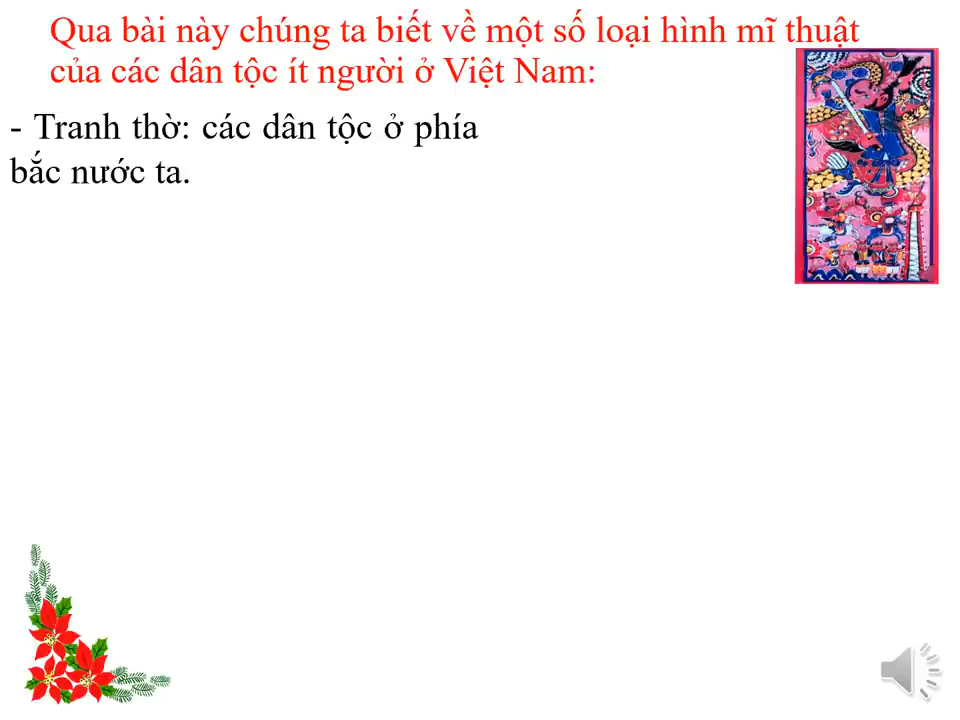 Qua bài này chúng ta biết về một số loại hình mĩ thuật
của các dân tộc ít người ở Việt Nam:
- Tranh thờ: các dân tộc ở phía
bắc nước ta.